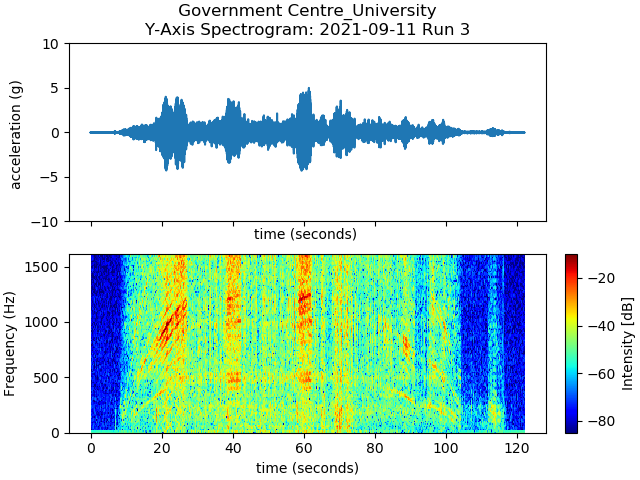 Government Centre_University
Y-Axis Spectrogram: 2021-09-11 Run 3
10
5
0
−5
−10
acceleration (g)
time (seconds)
1500
1000
500
0
Frequency (Hz)
0
20
40
60
80
100
120
time (seconds)
−20
−40
−60
−80
Intensity [dB]